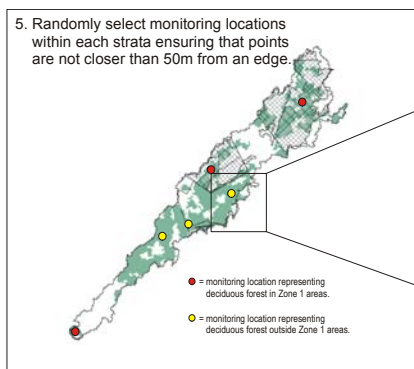 5. Randomly select monitoring locations
within each strata ensuring that points
are not closer than 50m from an edge.
= monitoring location representing
deciduous forest in Zone 1 areas.
= monitoring location representing
deciduous forest outside Zone 1 areas.